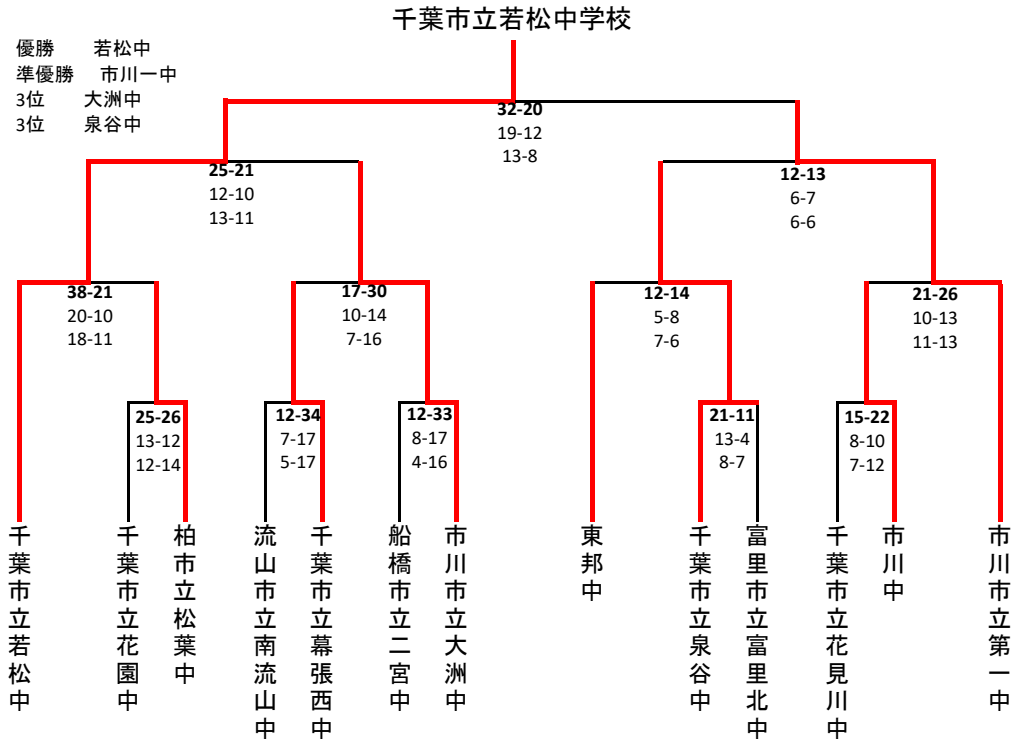 千葉市立若松中学校
優勝 若松中
準優勝 市川一中
3位 大洲中
3位 泉谷中
32-20
19-12
13-8
25-21
12-10
13-11
12-13
6-7
6-6
38-21
20-10
18-11
17-30
10-14
7-16
12-14
5-8
7-6
21-26
10-13
11-13
25-26
13-12
12-14
12-34
7-17
5-17
12-33
8-17
4-16
21-11
13-4
8-7
15-22
8-10
7-12
千葉市立若松中
千葉市立花園中
柏市立松葉中
流山市立南流山中
千葉市立幕張西中
船橋市立二宮中
市川市立大洲中
東邦中
千葉市立泉谷中
富里市立富里北中
千葉市立花見川中
市川中
市川市立第一中